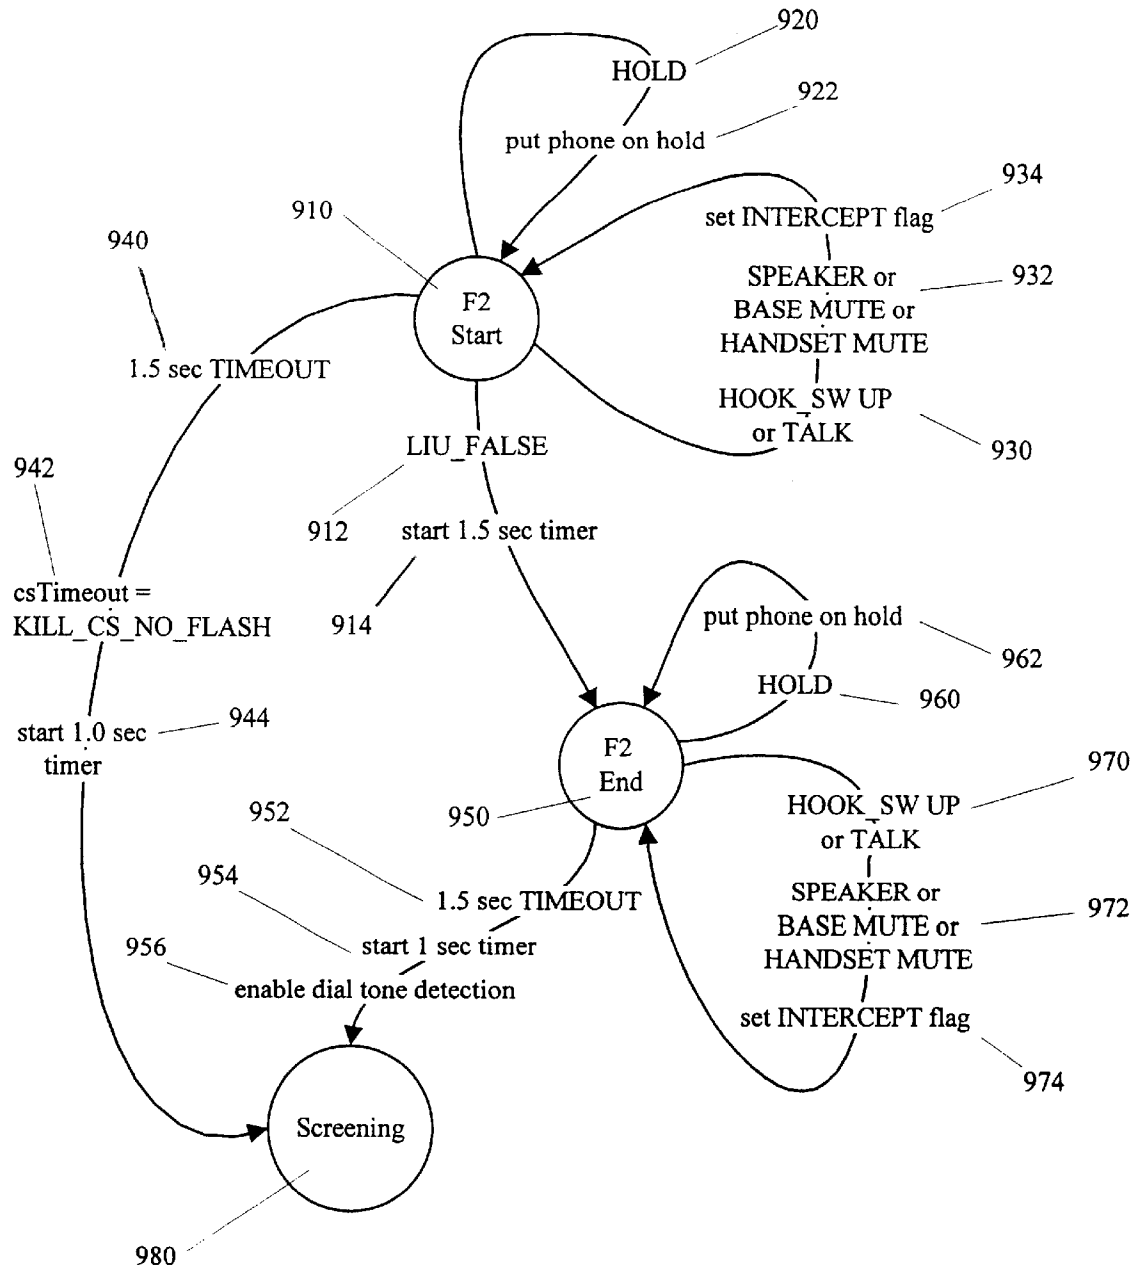 920
HOLD
922
put phone on hold
934
set INTERCEPT flag
910
940
SPEAKER or
BASE MUTE or
HANDSET MUTE
932
F2
Start
1.5 sec TIMEOUT
HOOK_SW UP
or TALK
930
LIU_FALSE
942
912
start 1.5 sec timer
914
csTimeout =
KILL_CS_NO_FLASH
put phone on hold
962
HOLD
960
start 1.0 sec
timer
944
F2
End
950
970
HOOK_SW UP
or TALK
952
954
1.5 sec TIMEOUT
SPEAKER or
BASE MUTE or
HANDSET MUTE
972
956
start 1 sec timer
enable dial tone detection
set INTERCEPT flag
974
Screening
980